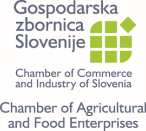 Gospodarska
zbornica
Slovenije
Chamber of Commerce
and Industry of Slovenia
Chamber of Agricultural
and Food Enterprises